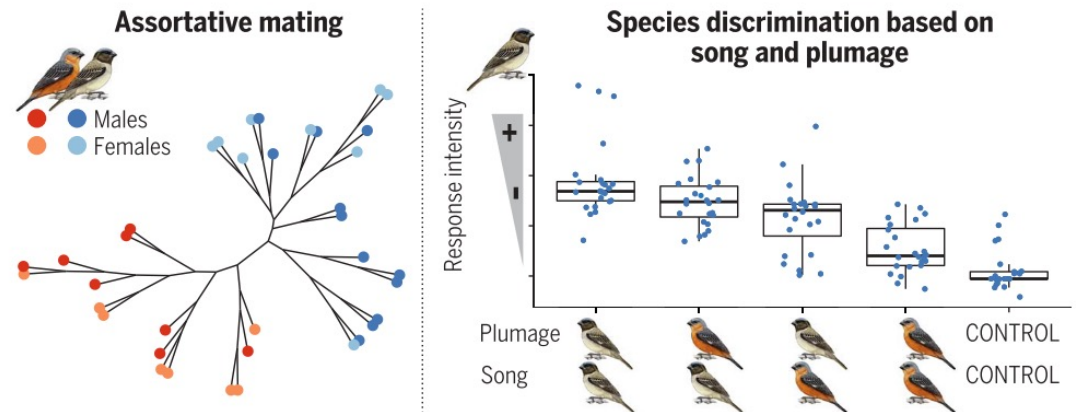 Assortative mating
Males
Females
Species discrimination based on
song and plumage
Response intensity
+
-
Plumage
CONTROL
Song
CONTROL